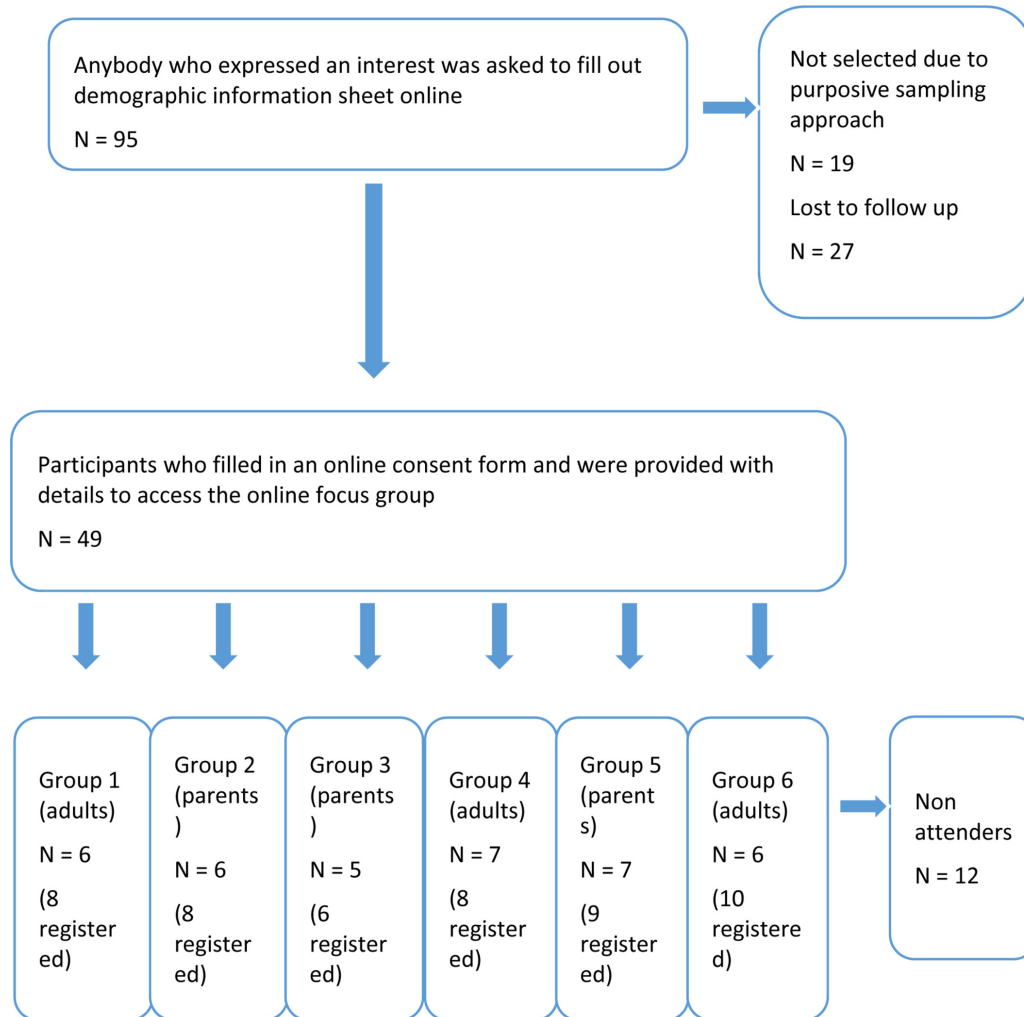 Anybody who expressed an interest was asked to fill out
demographic information sheet online
N = 95
Not selected due to
purposive sampling
approach
N = 19
Lost to follow up
N = 27
Participants who filled in an online consent form and were provided with
details to access the online focus group
N = 49
Group 1
(adults)
N = 6
(8
register
ed)
Group 2
(parents
)
N = 6
(8
register
ed)
Group 3
(parents
)
N = 5
(6
register
ed)
Group 4
(adults)
N = 7
(8
register
ed)
Group 5
(parent
s)
N = 7
(9
register
ed)
Group 6
(adults)
N = 6
(10
registere
d)
Non
attenders
N = 12